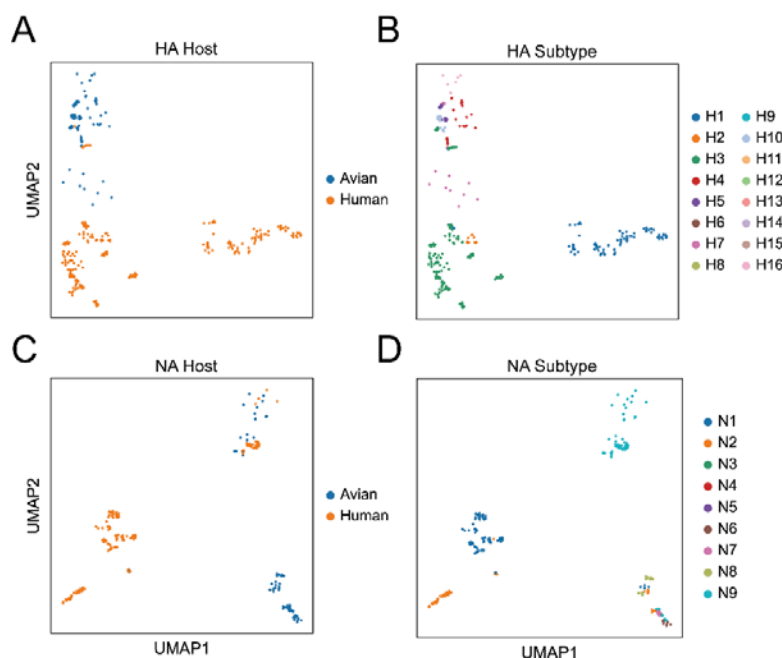 A
HA Host
UMAP2
Avian
Human
B
HA Subtype
H1 H9
H2 H10
H3 H11
H4 H12
H5 H13
H6 H14
H7 H15
H8 H16
C
NA Host
UMAP2
UMAP1
Avian
Human
D
NA Subtype
UMAP1
N1
N2
N3
N4
N5
N6
N7
N8
N9